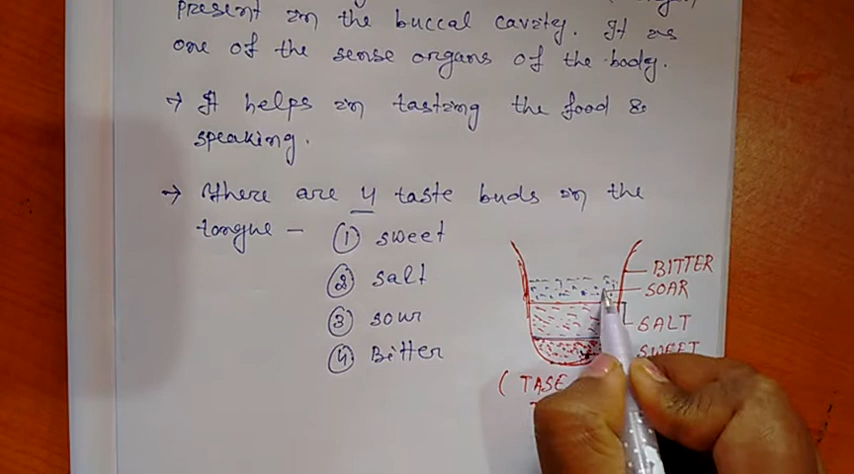 present in the buccal cavity. It is
one of the sense organs of the body.
→ It helps in tasting the food &
speaking.
→ There are 4 taste buds in the
tongue - ① sweet
② salt
③ sour
④ Bitter
BITTER
SOAR
SALT
SWEET
( TASE